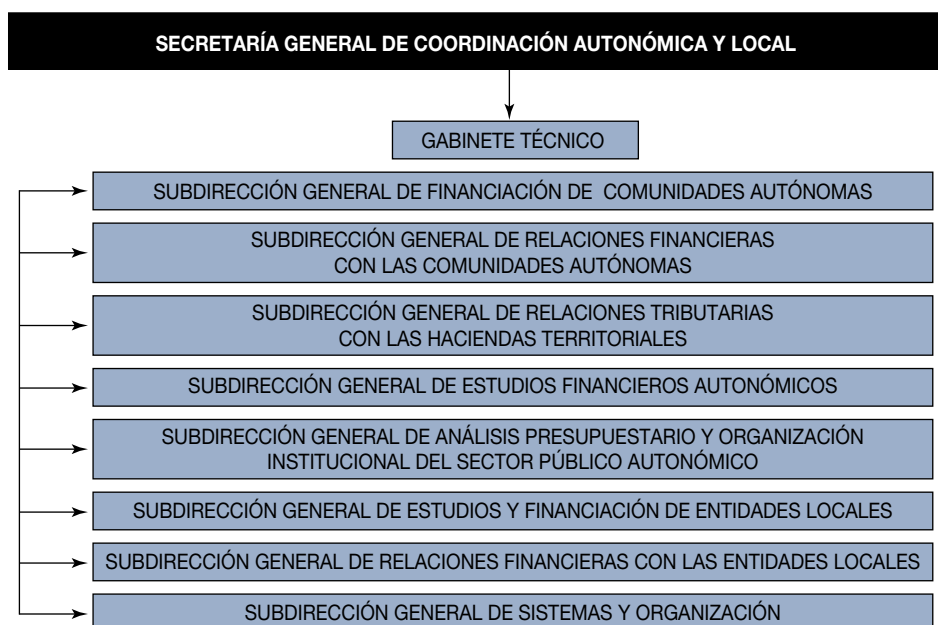 SECRETARÍA GENERAL DE COORDINACIÓN AUTONÓMICA Y LOCAL
GABINETE TÉCNICO
SUBDIRECCIÓN GENERAL DE FINANCIACIÓN DE COMUNIDADES AUTÓNOMAS
SUBDIRECCIÓN GENERAL DE RELACIONES FINANCIERAS
CON LAS COMUNIDADES AUTÓNOMAS
SUBDIRECCIÓN GENERAL DE RELACIONES TRIBUTARIAS
CON LAS HACIENDAS TERRITORIALES
SUBDIRECCIÓN GENERAL DE ESTUDIOS FINANCIEROS AUTONÓMICOS
SUBDIRECCIÓN GENERAL DE ANÁLISIS PRESUPUESTARIO Y ORGANIZACIÓN
INSTITUCIONAL DEL SECTOR PÚBLICO AUTONÓMICO
SUBDIRECCIÓN GENERAL DE ESTUDIOS Y FINANCIACIÓN DE ENTIDADES LOCALES
SUBDIRECCIÓN GENERAL DE RELACIONES FINANCIERAS CON LAS ENTIDADES LOCALES
SUBDIRECCIÓN GENERAL DE SISTEMAS Y ORGANIZACIÓN